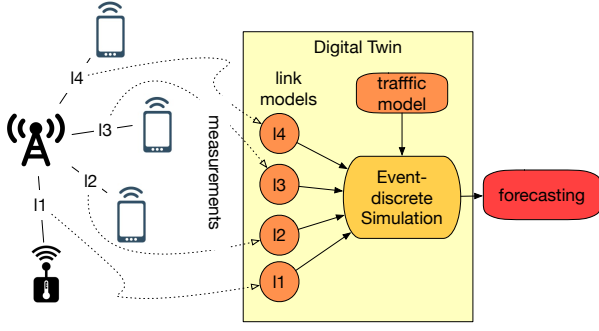 l4
l3
l2
l1
measurements
Digital Twin
link
models
l4
l3
l2
l1
trafffic
model
Event-
discrete
Simulation
forecasting